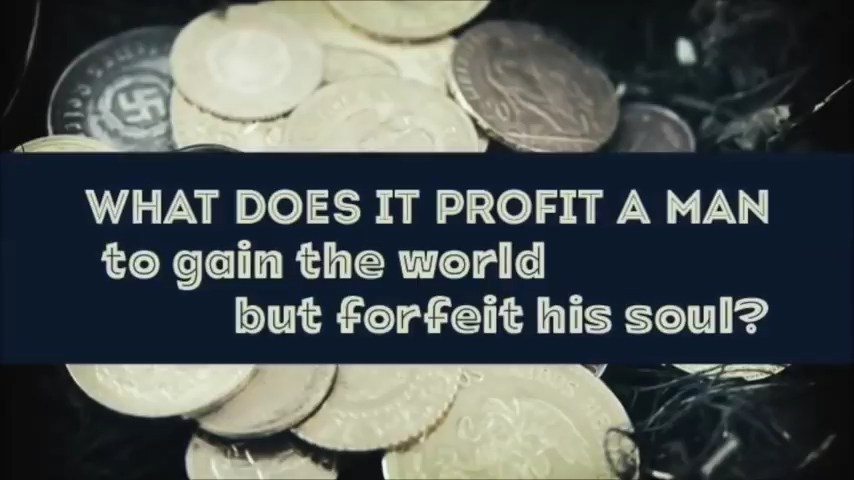 WHAT DOES IT PROFIT A MAN
to gain the world
but forfeit his soul?